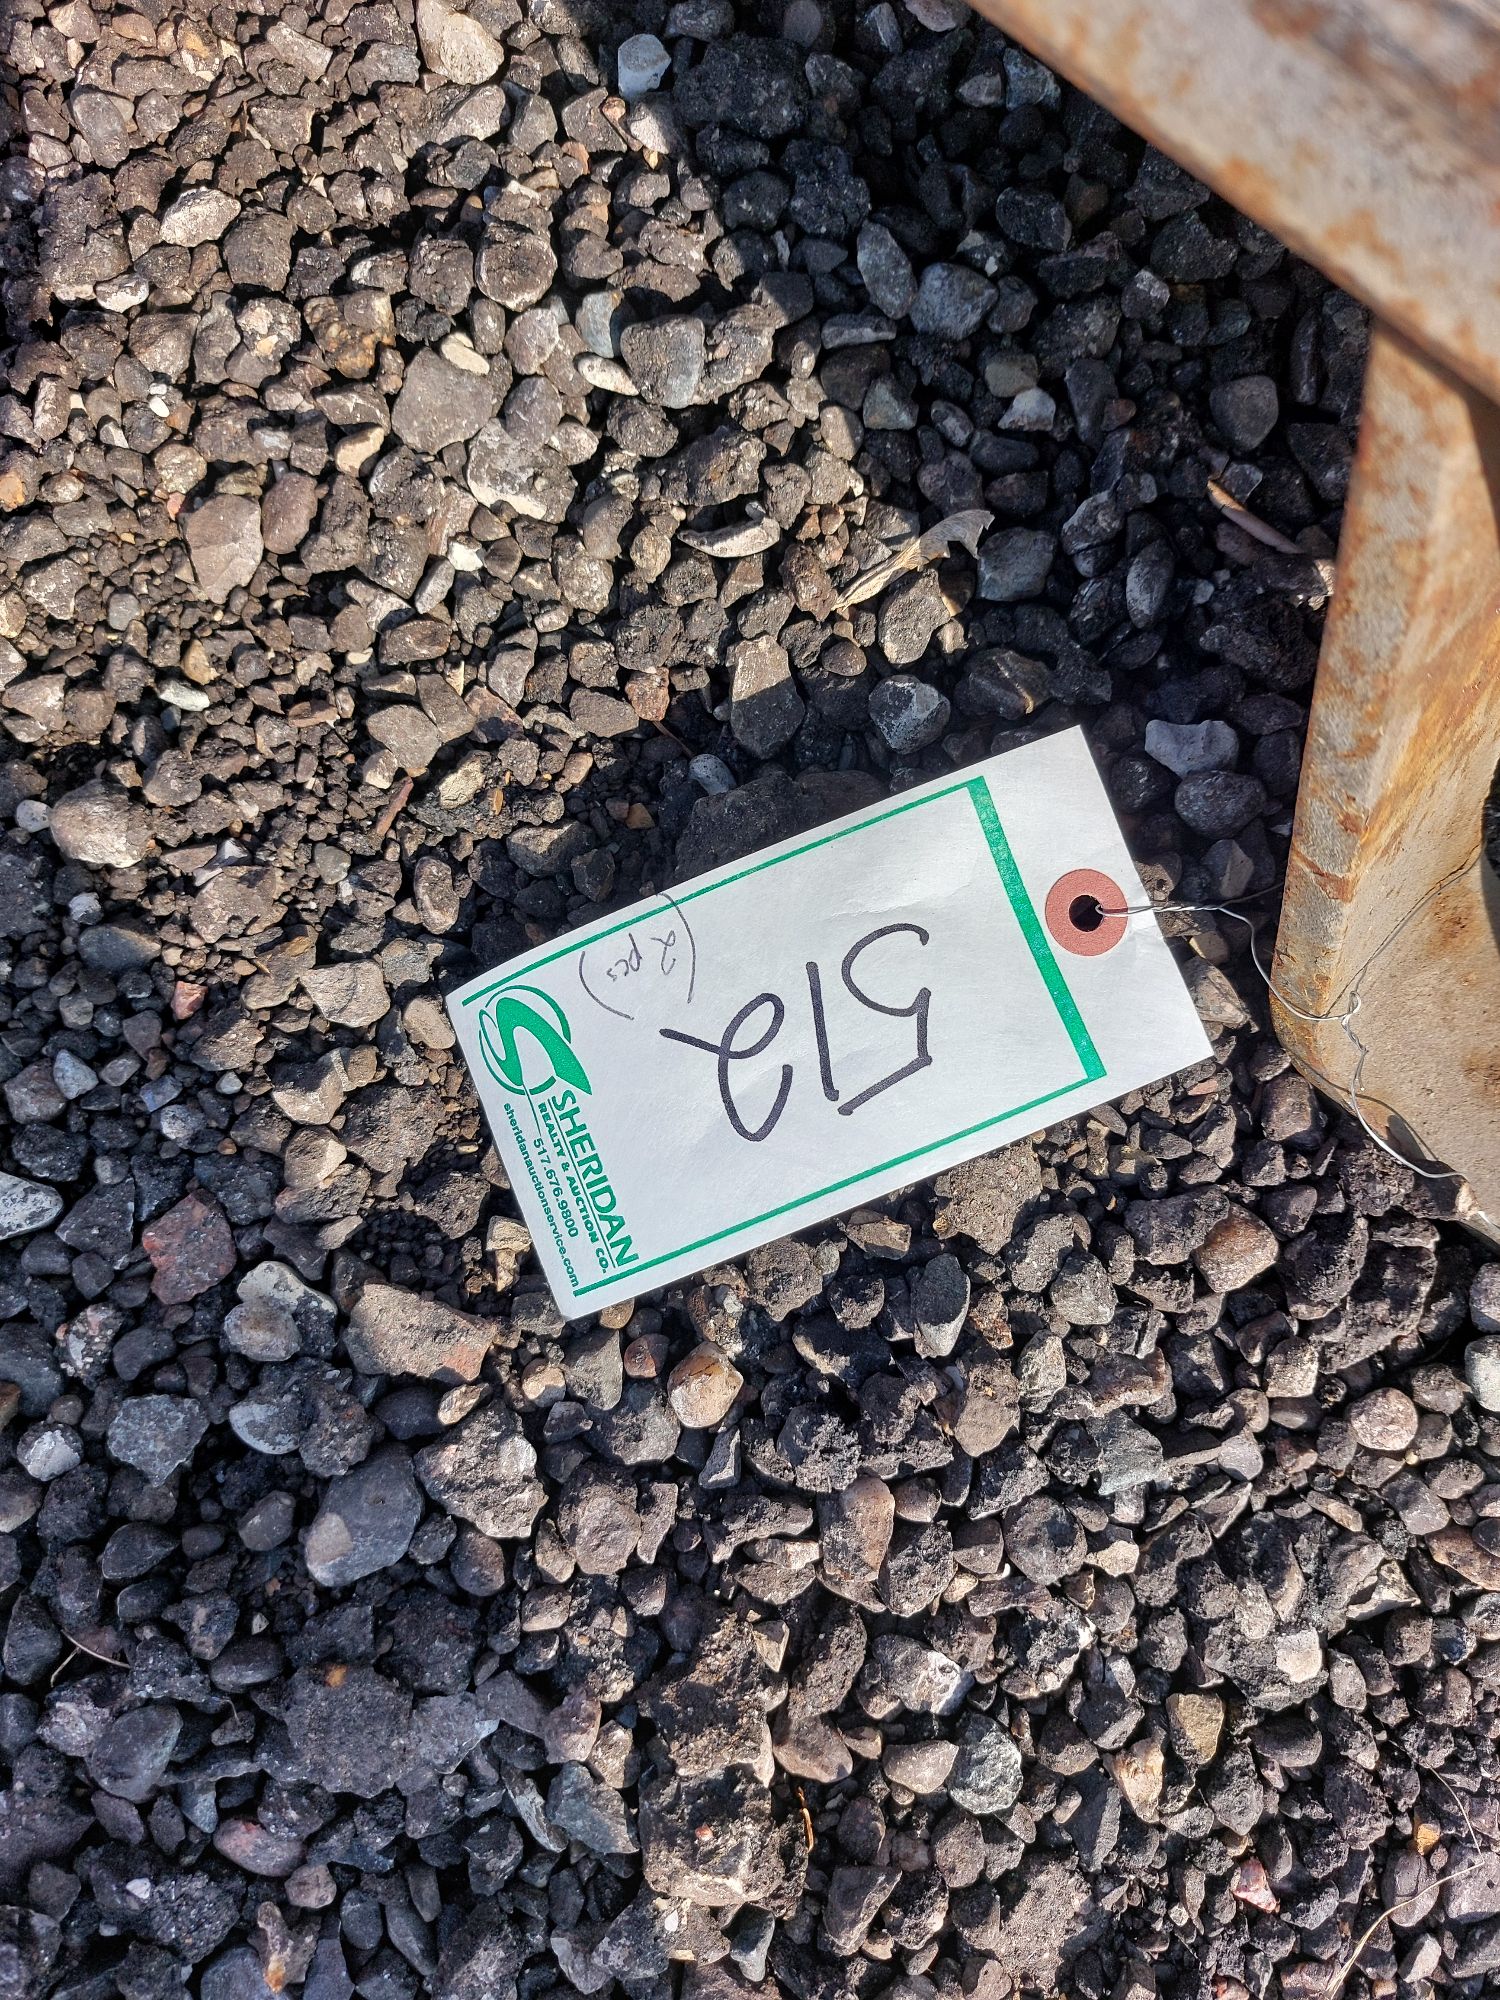 512
(2 pcs)
SHERIDAN
REALTY & AUCTION CO.
517.676.9800
sheridanauctionservice.com